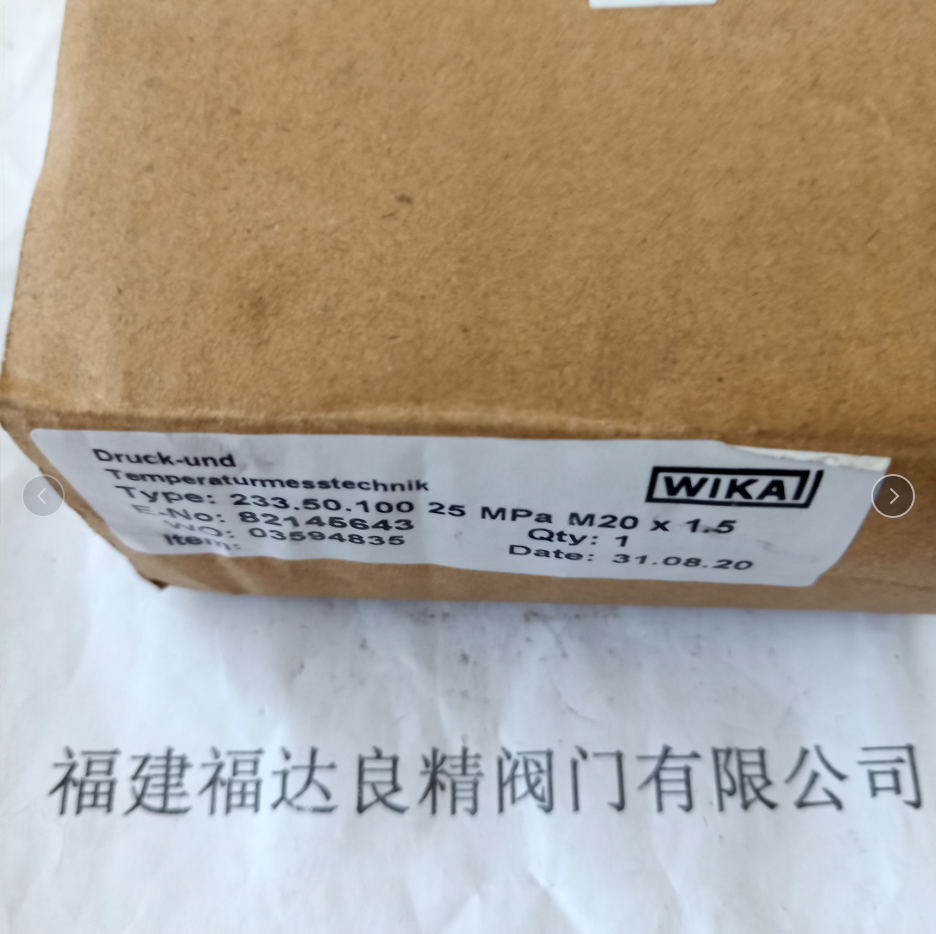 Druck-und
Temperaturmesstechnik
WIKA
Type: 233.50.100 25 MPa M20 x 1.5
E-No: 82145643
Qty: 1
WO: 03594835
Date: 31.08.20
Item:
福建福达良精阀门有限公司